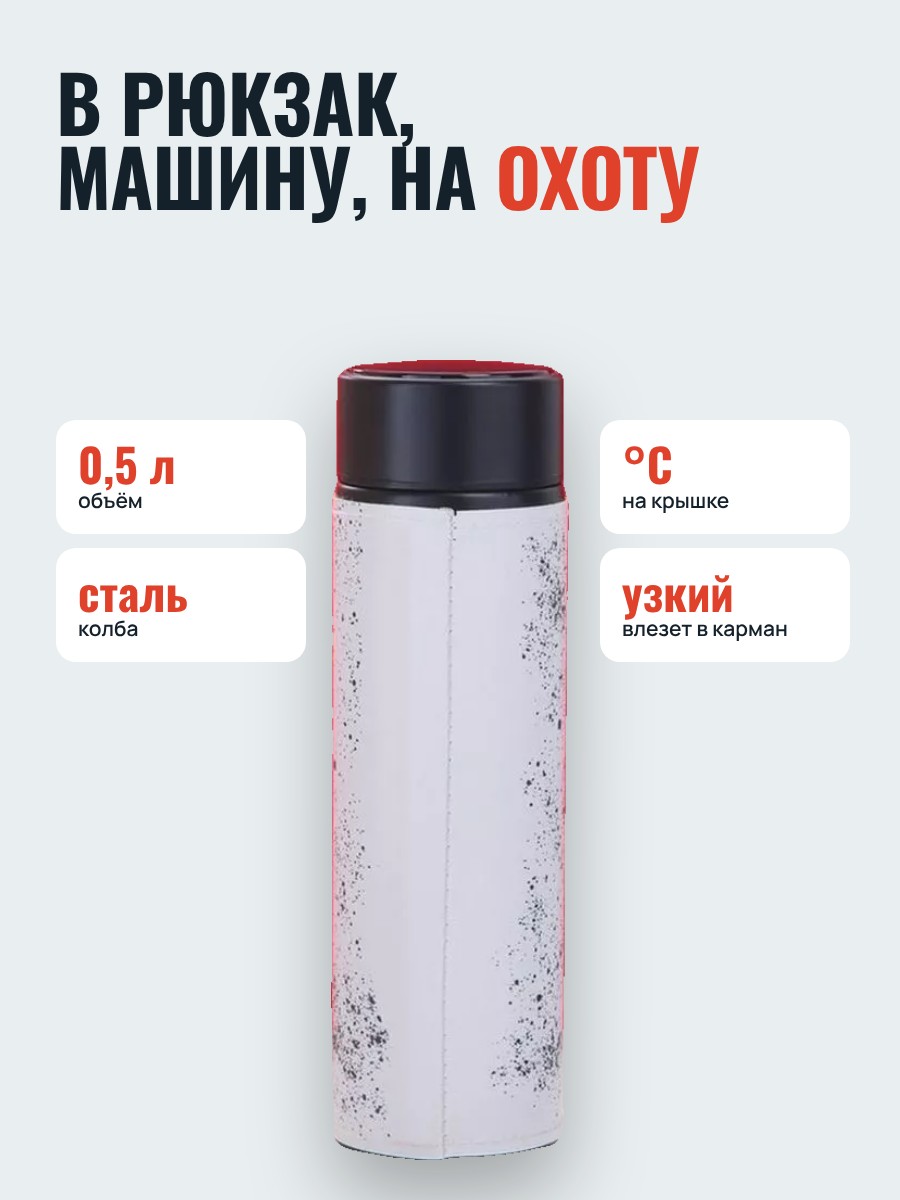 В РЮКЗАК,
МАШИНУ, НА ОХОТУ
0,5 л
объём
°C
на крышке
сталь
колба
узкий
влезет в карман